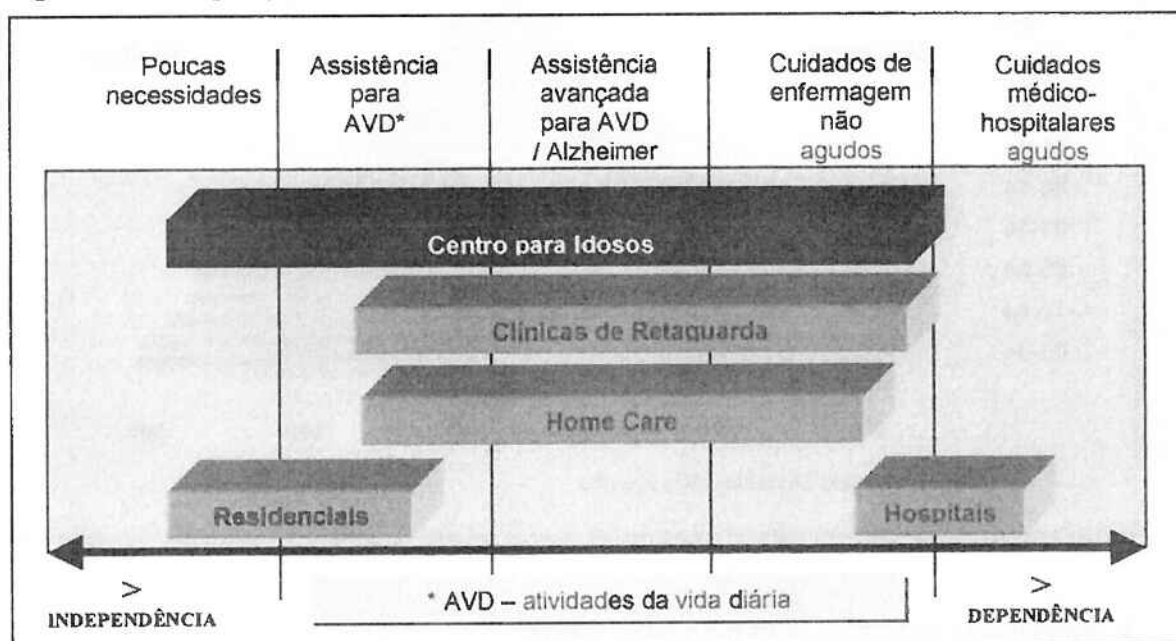 Poucas
necessidades
Assistência
para
AVD*
Assistência
avançada
para AVD
/ Alzheimer
Cuidados de
enfermagem
não
agudos
Cuidados
médico-
hospitalares
agudos
Centro para Idosos
Clínicas de Retaguarda
Home Care
Residenciais
Hospitais
>
INDEPENDÊNCIA
* AVD – atividades da vida diária
>
DEPENDÊNCIA